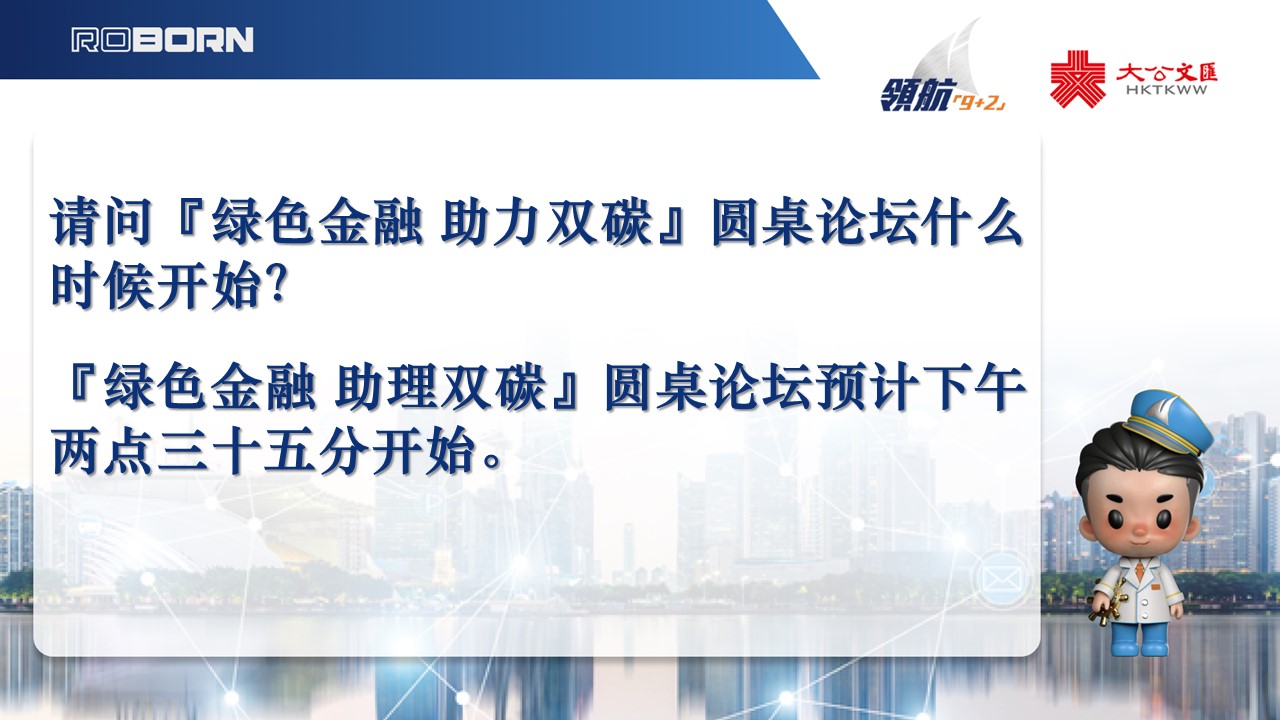 ROBORN
领航「9+2」
大公文匯
HKTKWW
请问『绿色金融 助力双碳』圆桌论坛什么
时候开始？
『绿色金融 助理双碳』圆桌论坛预计下午
两点三十五分开始。